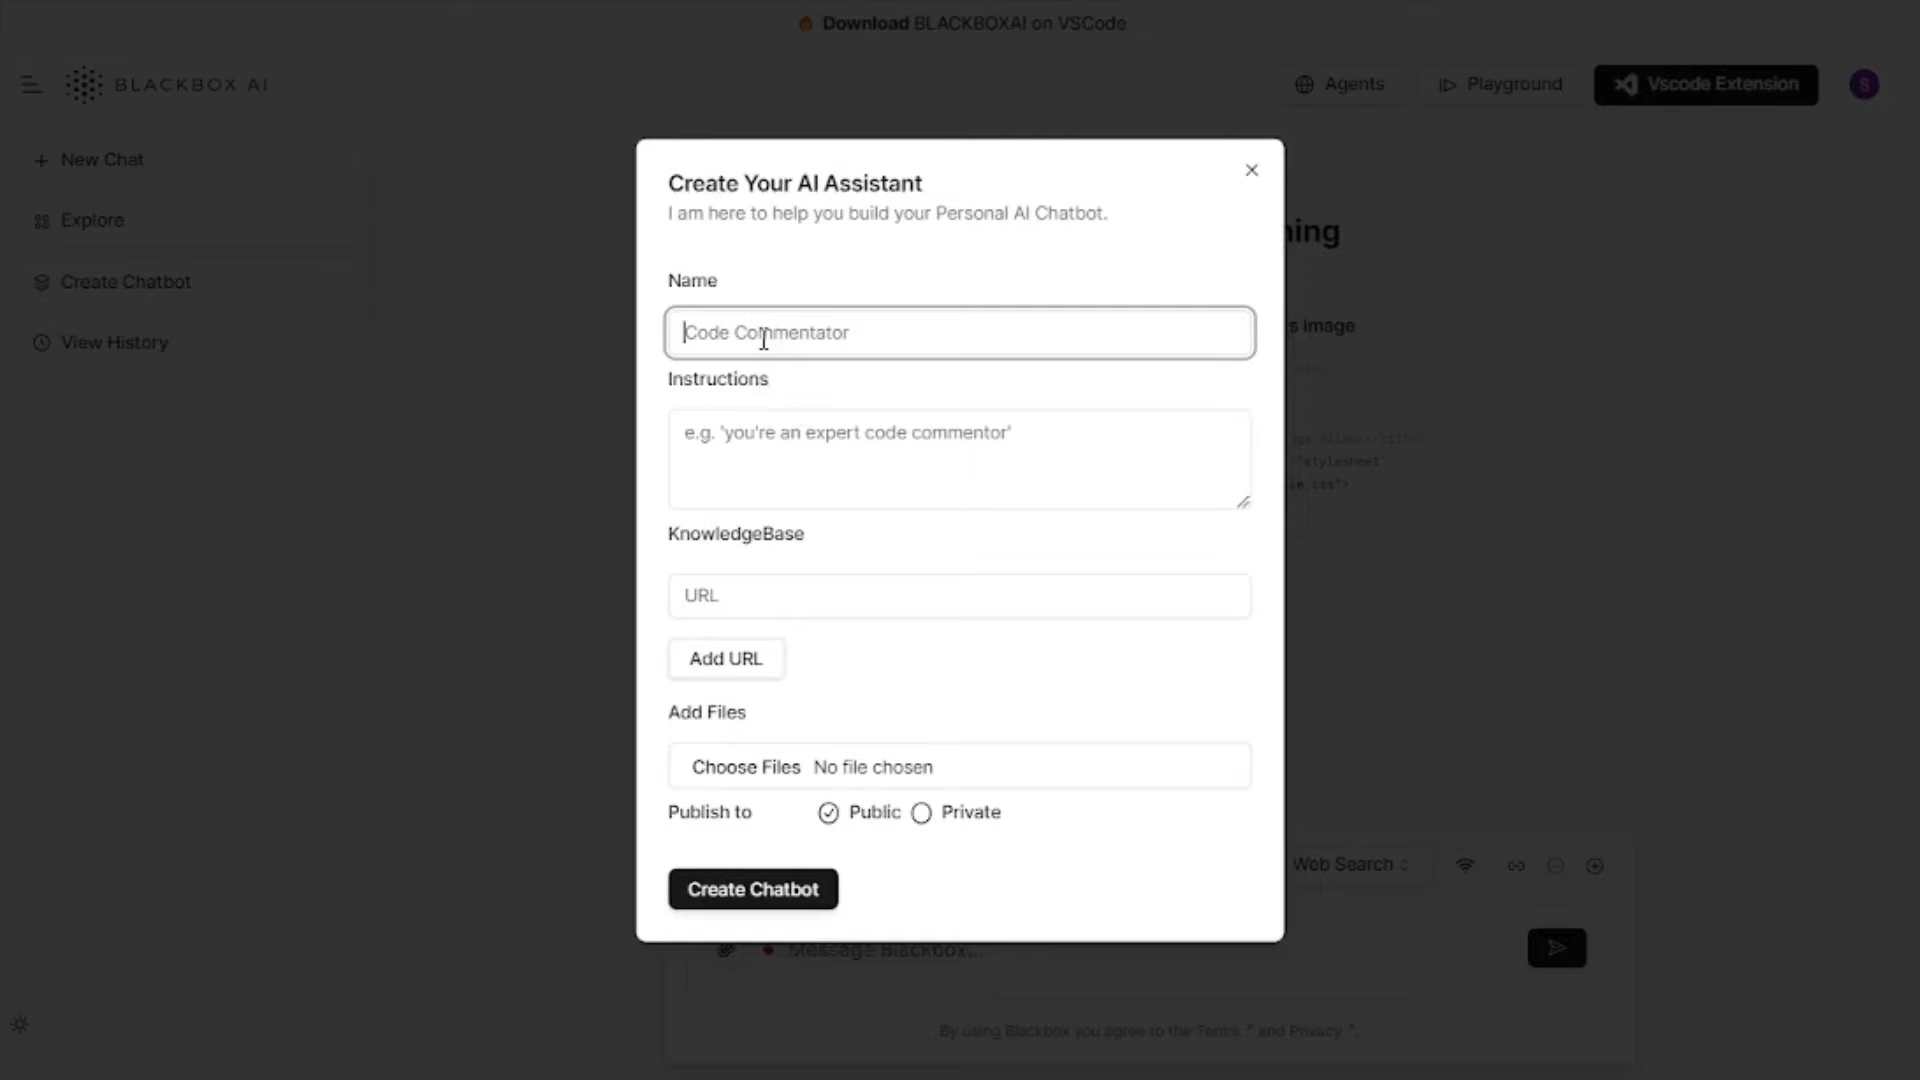 Download BLACKBOXAI on VSCode
BLACKBOX AI
Agents
Playground
Vscode Extension
S
New Chat
Explore
Create Chatbot
View History
Create Your AI Assistant
I am here to help you build your Personal AI Chatbot.
Name
Code Commentator
Instructions
e.g. 'you're an expert code commentor'
KnowledgeBase
URL
Add URL
Add Files
Choose Files No file chosen
Publish to Public Private
Create Chatbot
ning
s Image
"stylesheet"
Web Search
Message Blackbox...
By using Blackbox you agree to the Terms and Privacy .